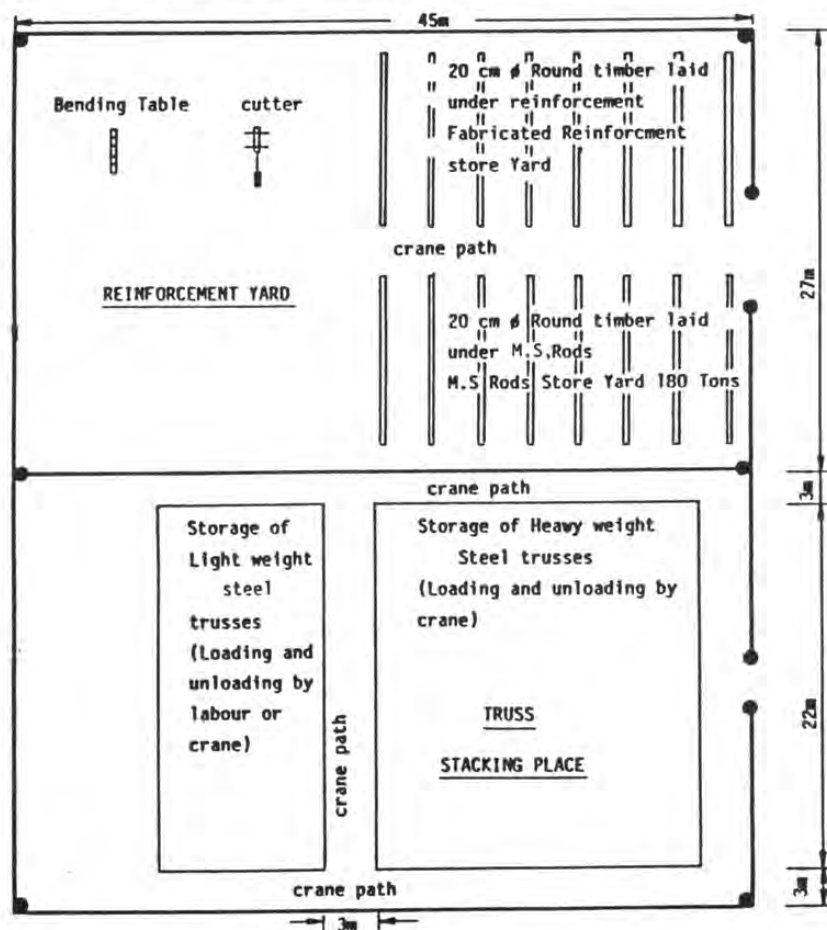 45m
Bending Table
cutter
20 cm ø Round timber laid
under reinforcement
Fabricated Reinforcment
store Yard
crane path
27m
REINFORCEMENT YARD
20 cm ø Round timber laid
under M.S.Rods
M.S Rods Store Yard 180 Tons
crane path
3m
Storage of
Light weight
steel
trusses
(Loading and
unloading by
labour or
crane)
crane path
Storage of Heavy weight
Steel trusses
(Loading and unloading by
crane)
TRUSS
STACKING PLACE
22m
crane path
3m
3m